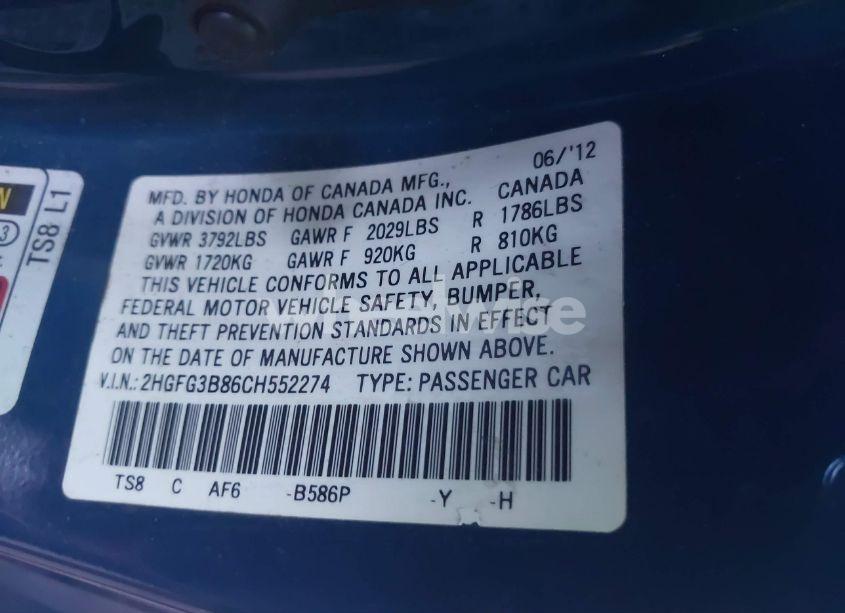 06/'12
MFD. BY HONDA OF CANADA MFG., CANADA
A DIVISION OF HONDA CANADA INC.
GVWR 3792LBS GAWR F 2029LBS R 1786LBS
GVWR 1720KG GAWR F 920KG R 810KG
THIS VEHICLE CONFORMS TO ALL APPLICABLE
FEDERAL MOTOR VEHICLE SAFETY, BUMPER,
AND THEFT PREVENTION STANDARDS IN EFFECT
ON THE DATE OF MANUFACTURE SHOWN ABOVE.
V.I.N.:2HGFG3B86CH552274 TYPE: PASSENGER CAR
TS8 C AF6 -B586P -Y -H
TS8 L1
N
3